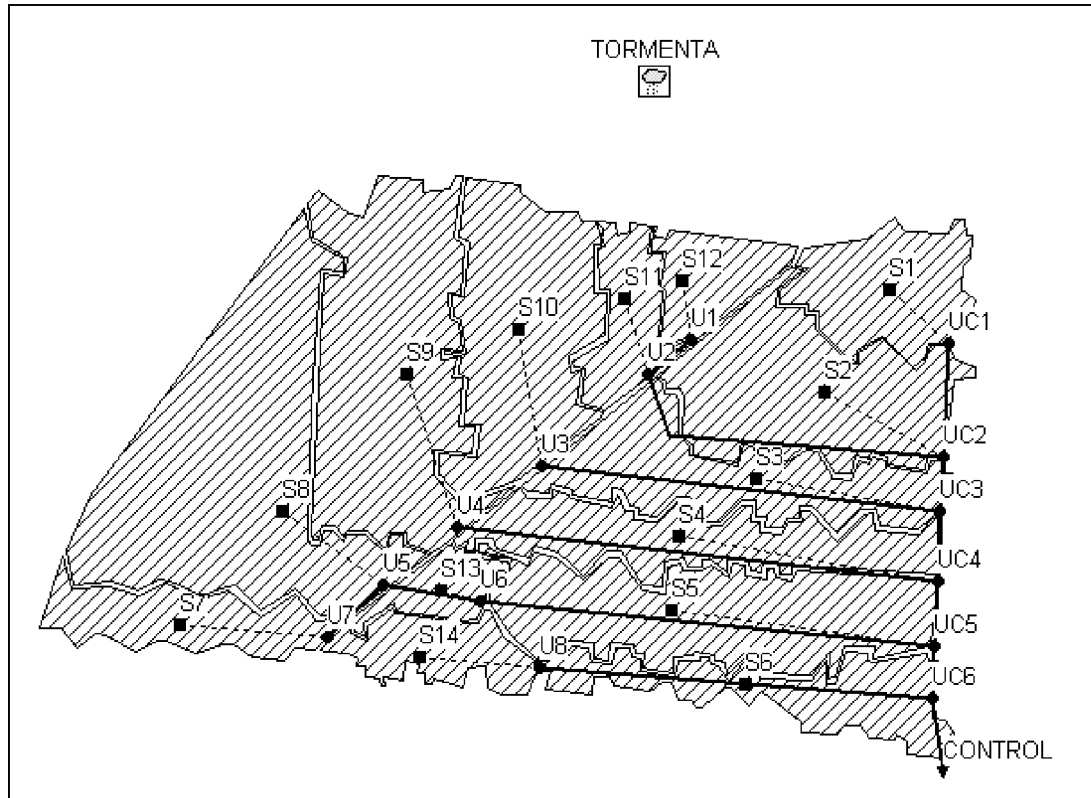 TORMENTA
S12
S1
S11
S10
U1
UC1
U2
S9
S2
UC2
U3
S3
UC3
S8
U4
S4
UC4
U5
S13
U6
S5
UC5
S7
U7
S14
U8
S6
UC6
CONTROL